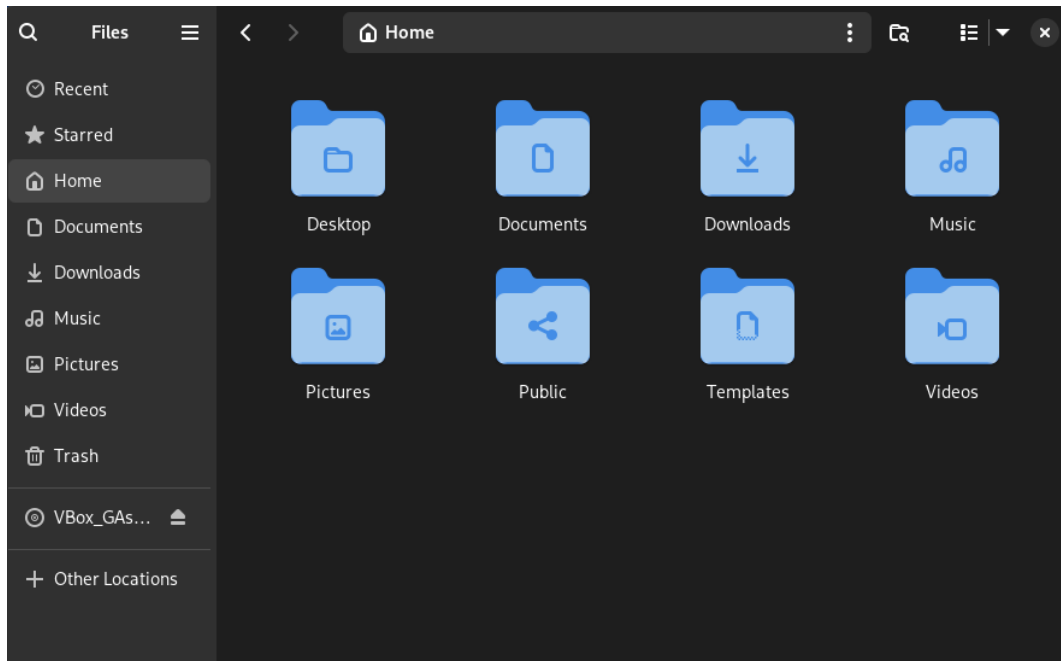 Files
Home
Recent
Starred
Home
Documents
Downloads
Music
Pictures
Videos
Trash
VBox_GAs...
Other Locations
Desktop
Documents
Downloads
Music
Pictures
Public
Templates
Videos